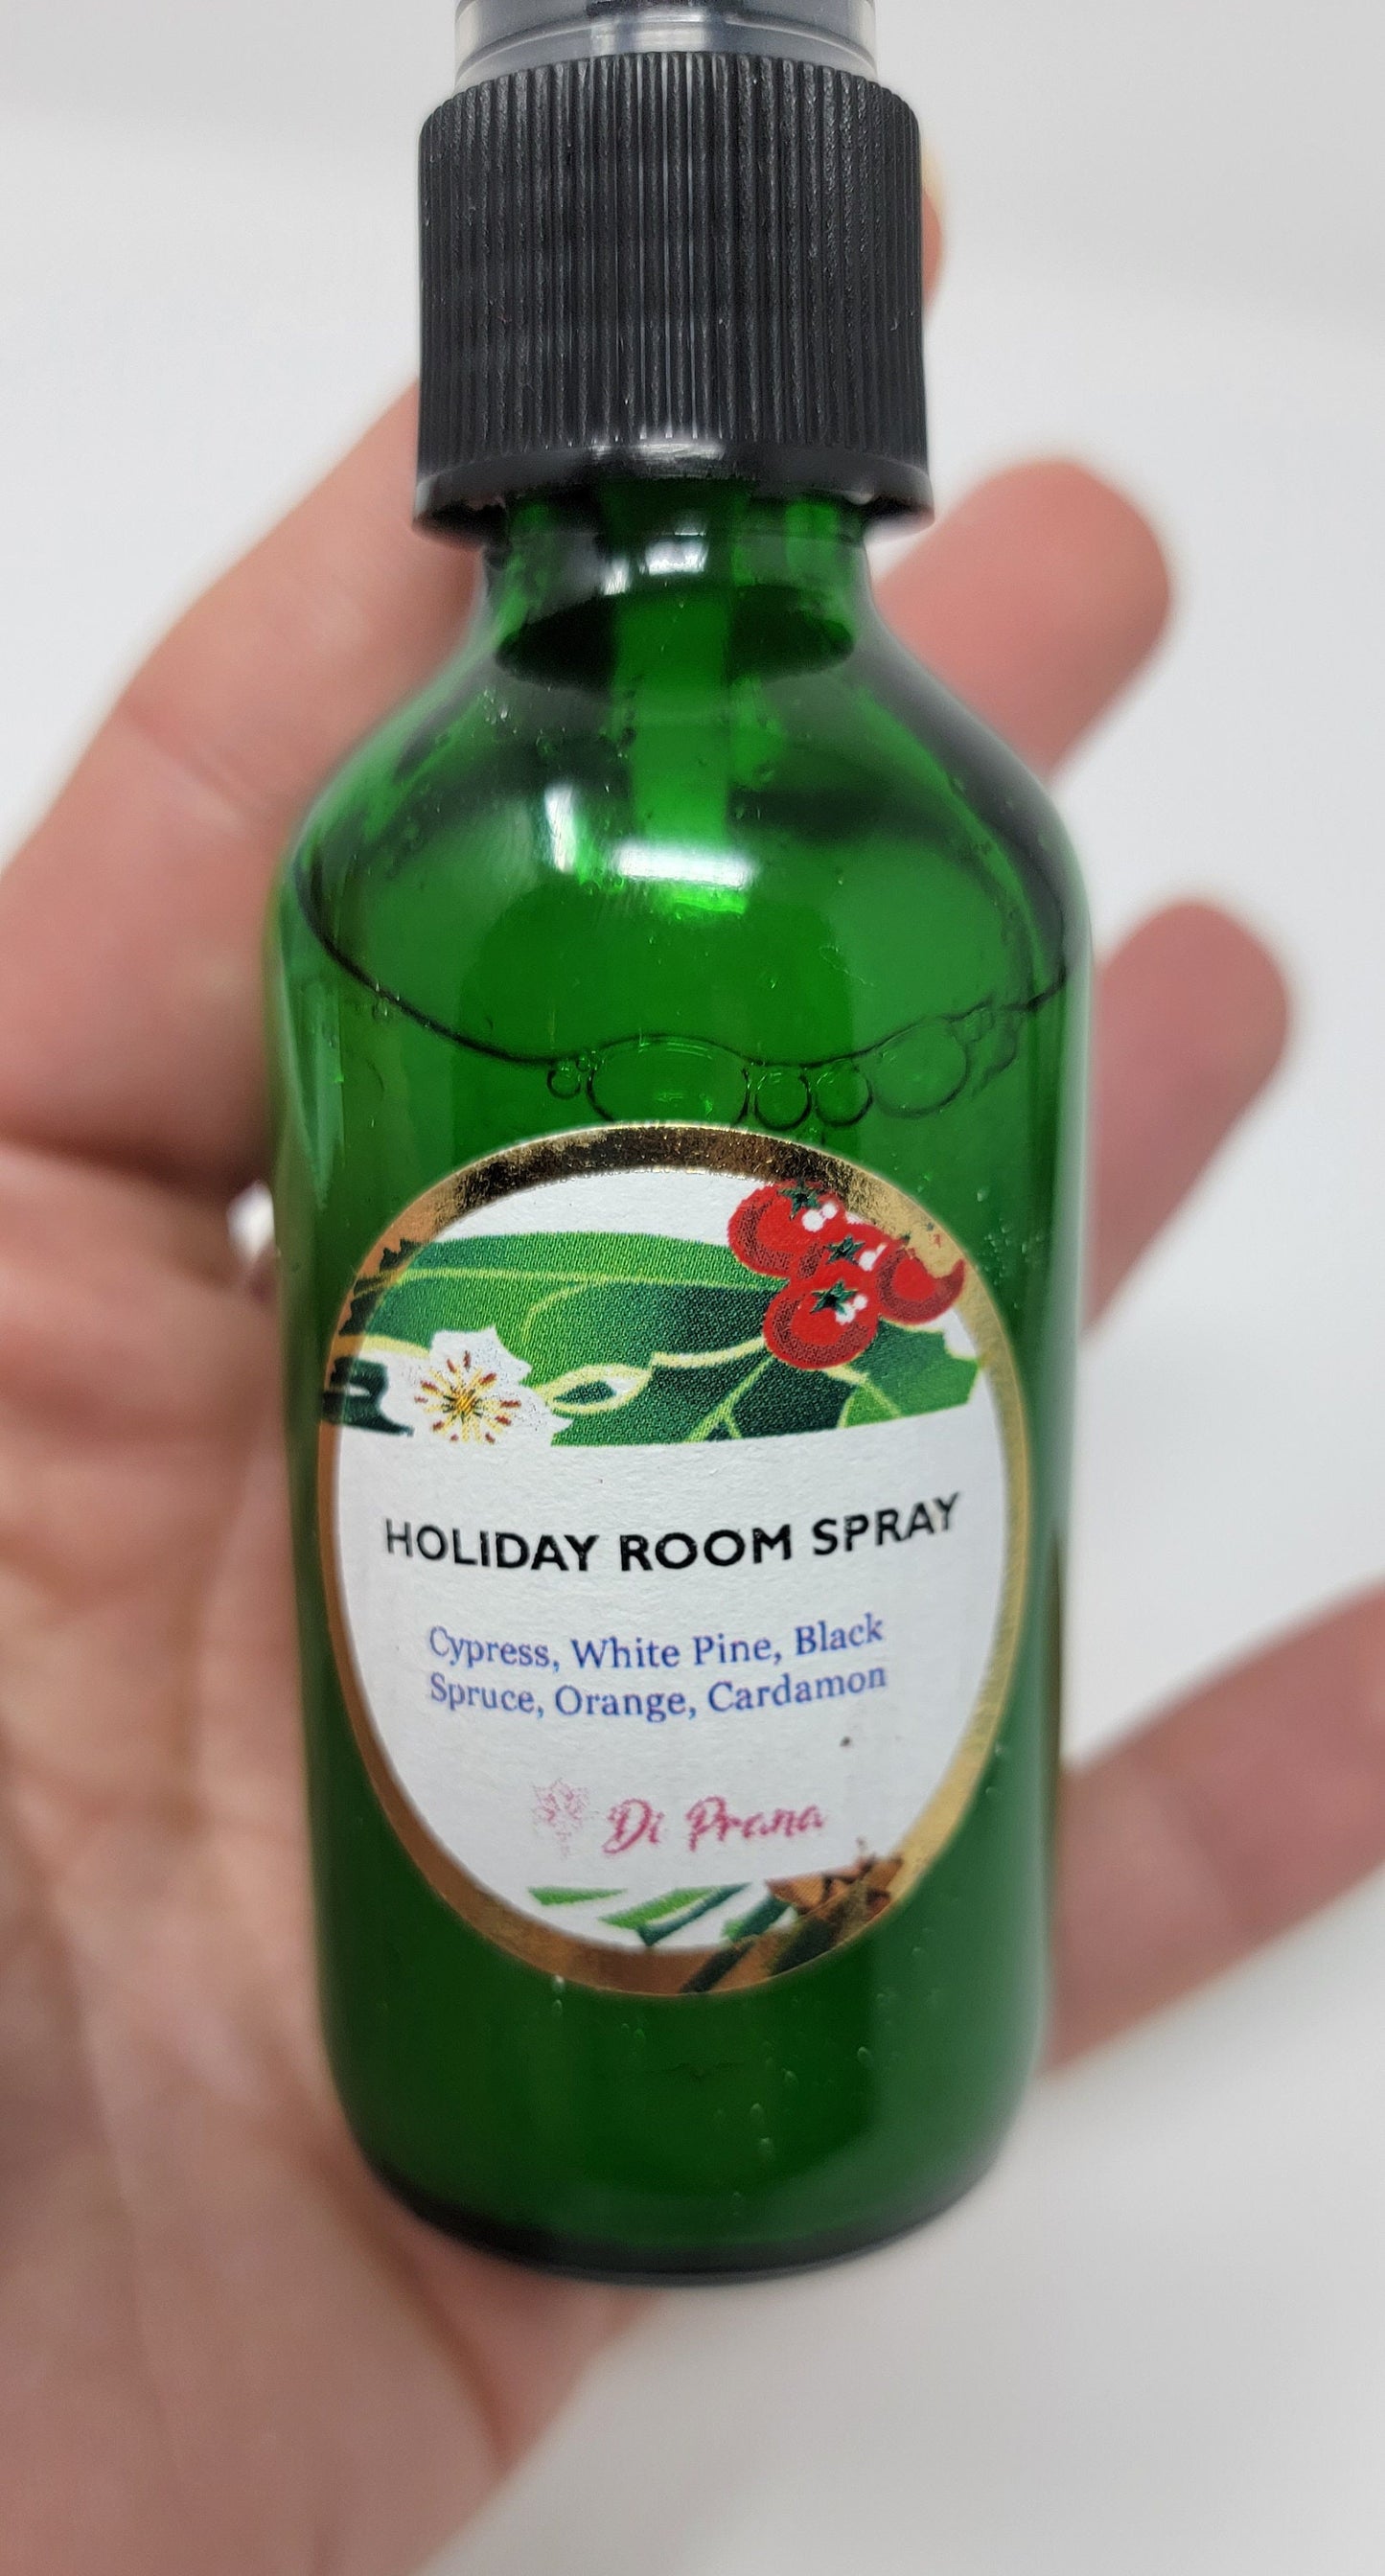 HOLIDAY ROOM SPRAY
Cypress, White Pine, Black
Spruce, Orange, Cardamon
Di Prana